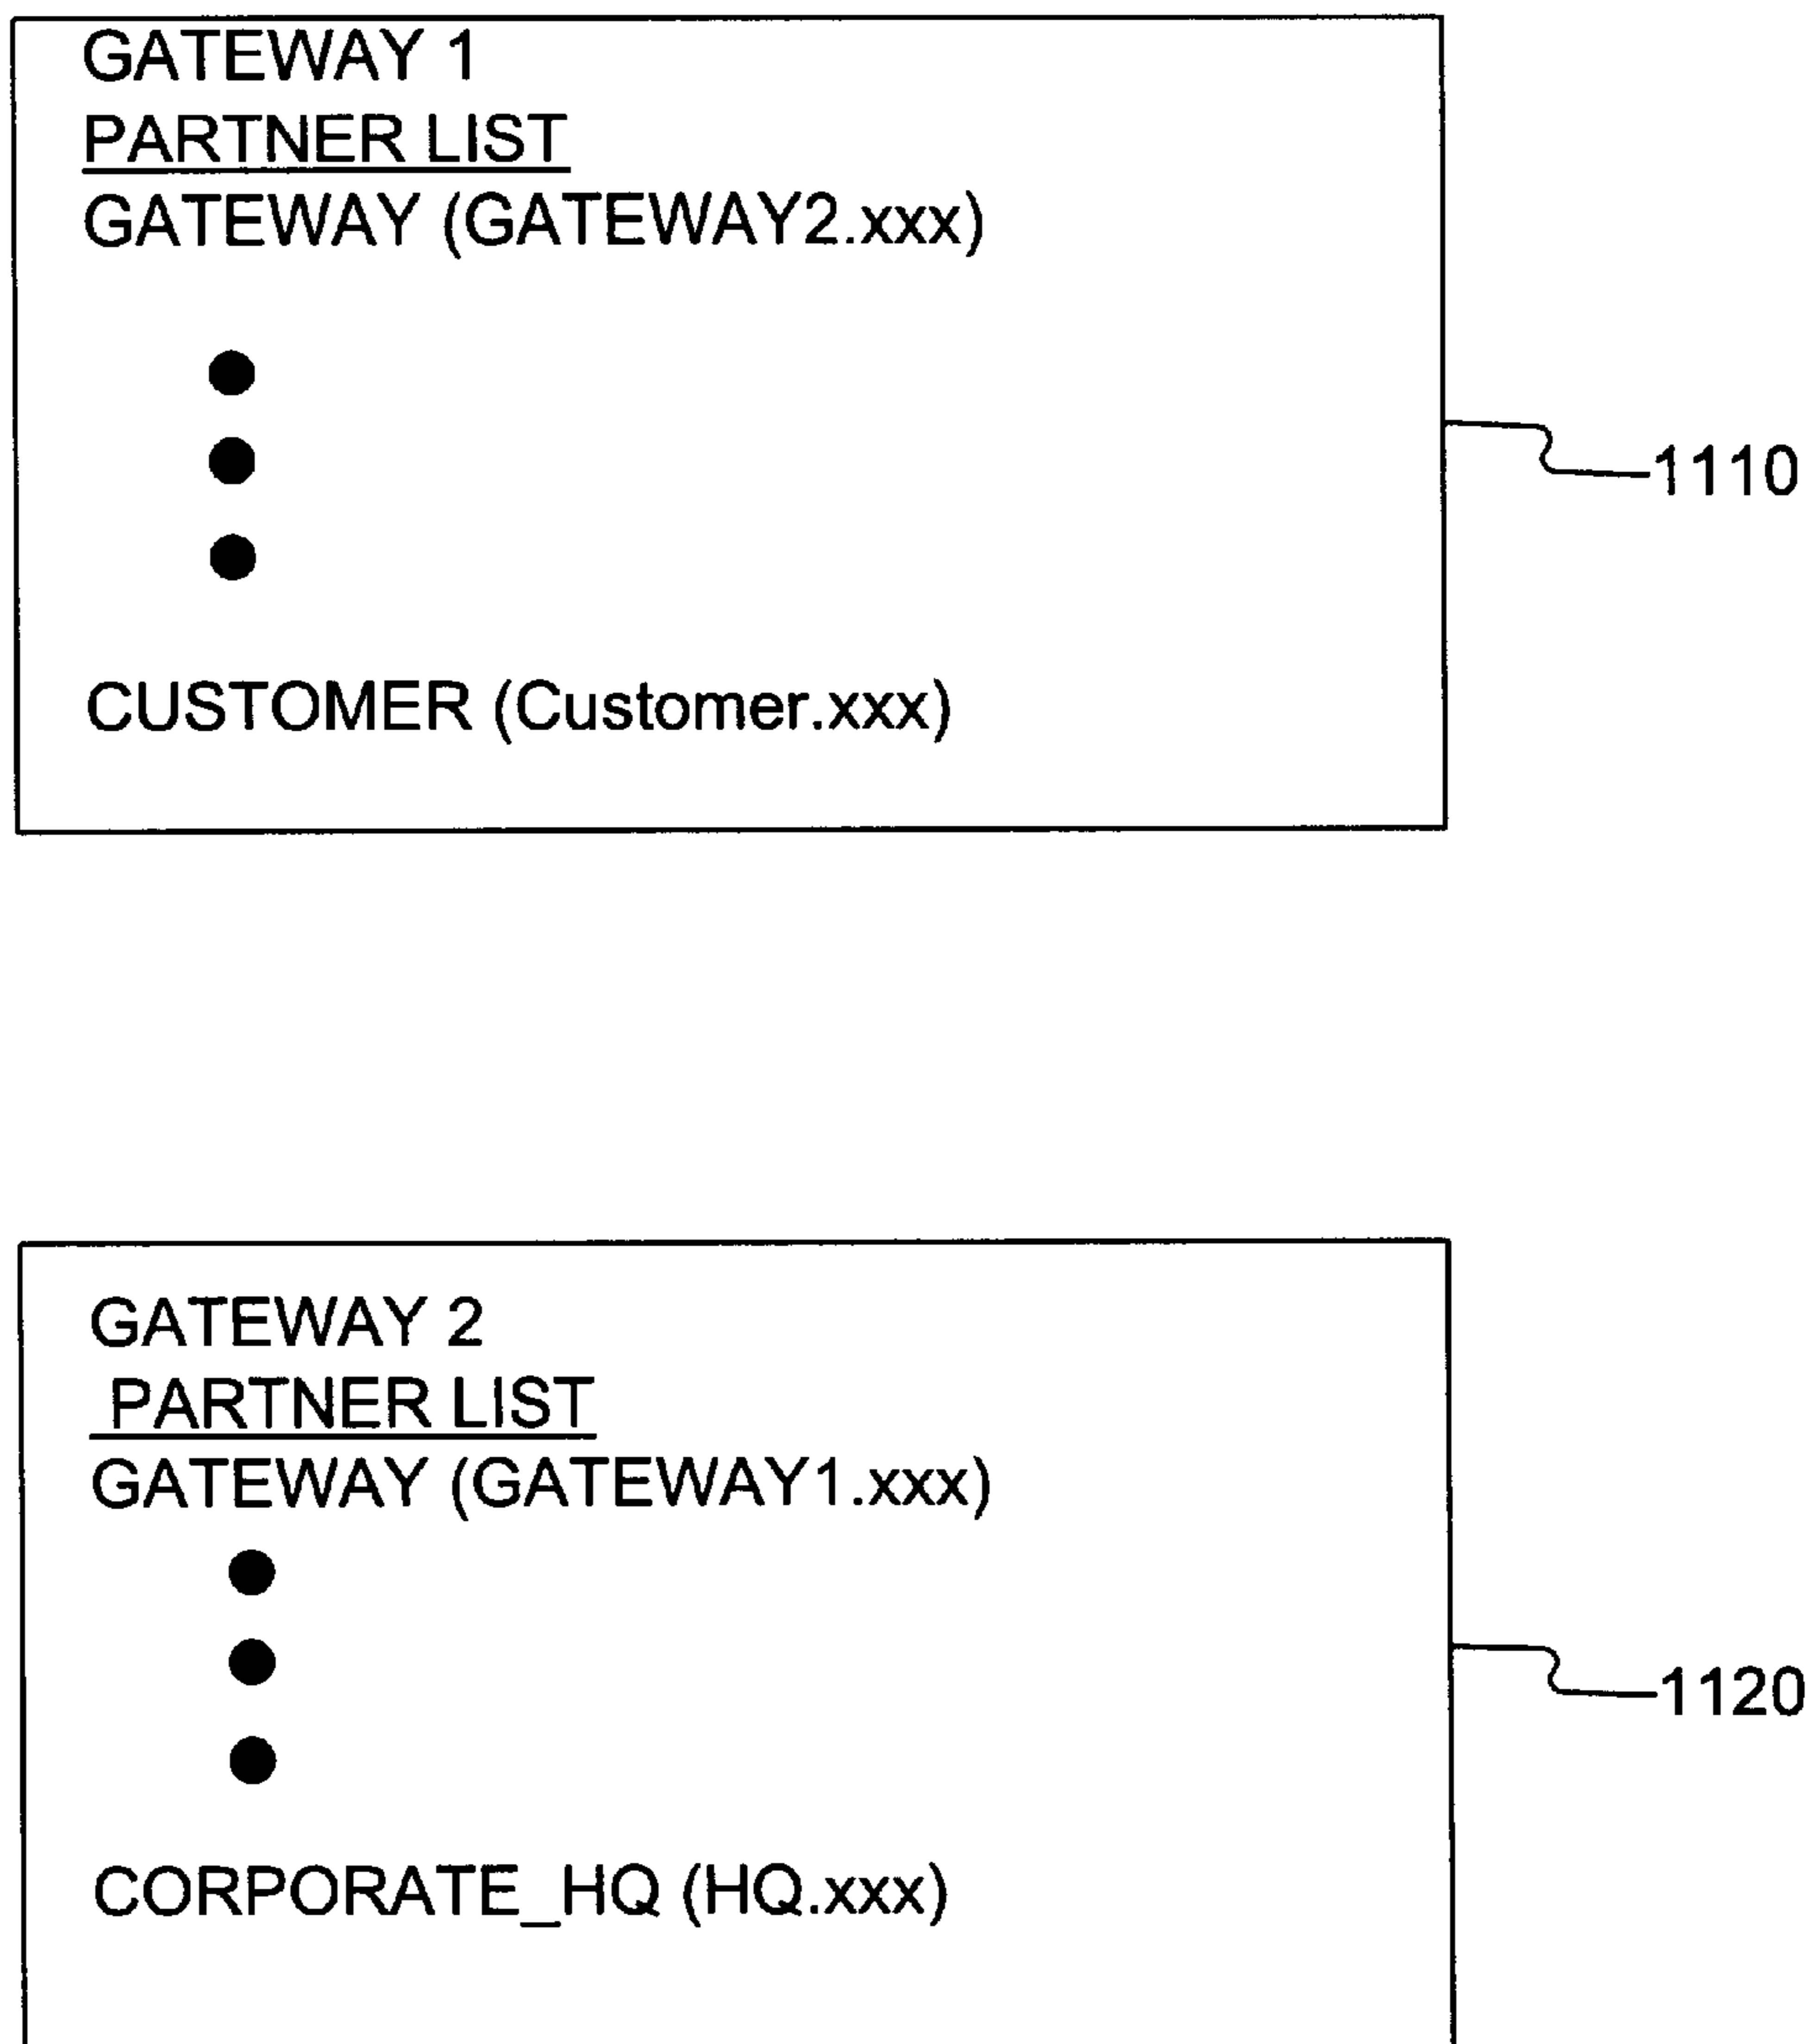 GATEWAY 1
PARTNER LIST
GATEWAY (GATEWAY2.xxx)
CUSTOMER (Customer.xxx)
1110
GATEWAY 2
PARTNER LIST
GATEWAY (GATEWAY1.xxx)
CORPORATE_HQ (HQ.xxx)
1120